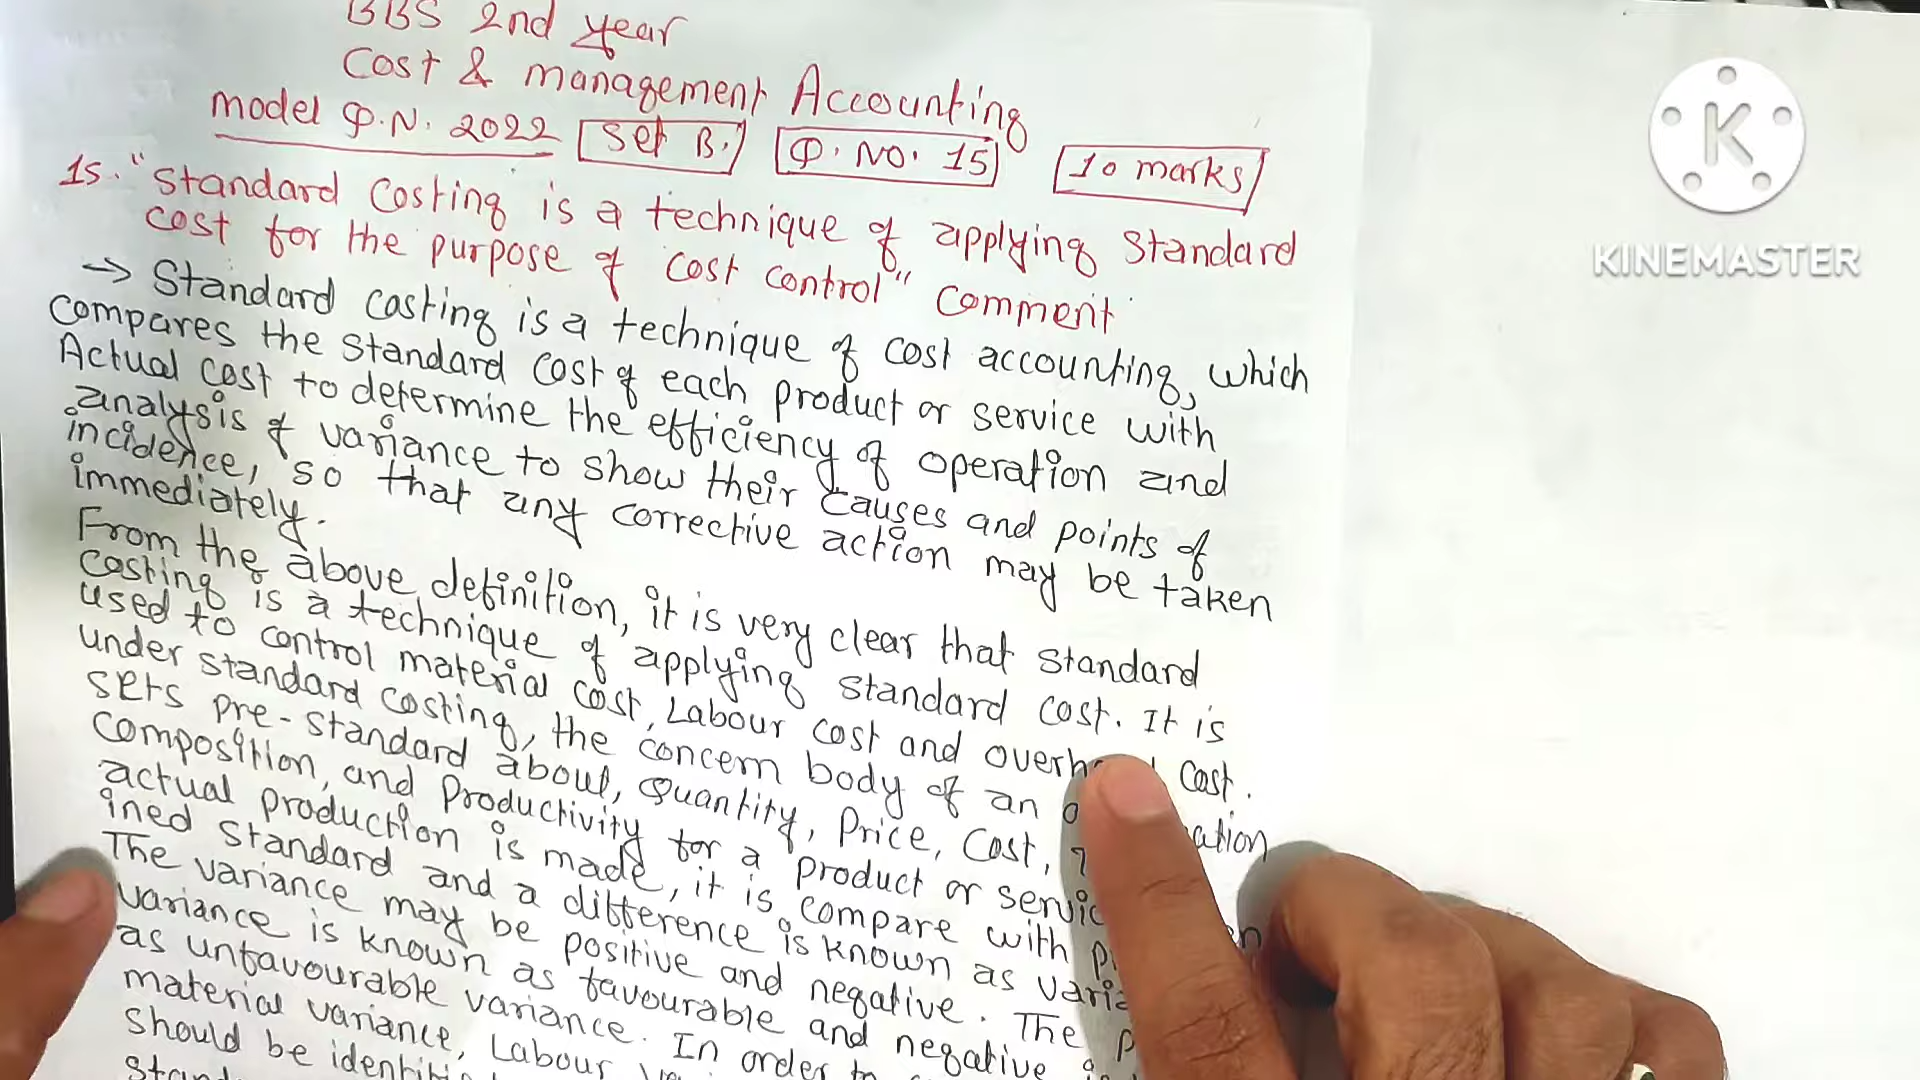 BBS 2nd year
Cost & management Accounting
model Q.N. 2022 Set B. Q. NO. 15 10 marks
15. "Standard Costing is a technique of applying Standard
cost for the purpose of cost control" comment
→ Standard costing is a technique of cost accounting, which
compares the standard cost of each product or service with
Actual cost to determine the efficiency of operation and
analysis of variance to show their causes and points of
incidence, so that any corrective action may be taken
immediately.
From the above definition, it is very clear that standard
costing is a technique of applying standard cost. It is
used to control material cost, Labour cost and cost.
under standard costing, the concern body of an
sets pre-standard about, Quantity, Price, Cost,
composition, and Productivity for a product or
actual production is made, it is compare with
ined standard and a difference is known as
The variance may be positive and negative. The
variance is known as favourable and negative
as unfavourable variance. In order to
material variance, Labour
should be